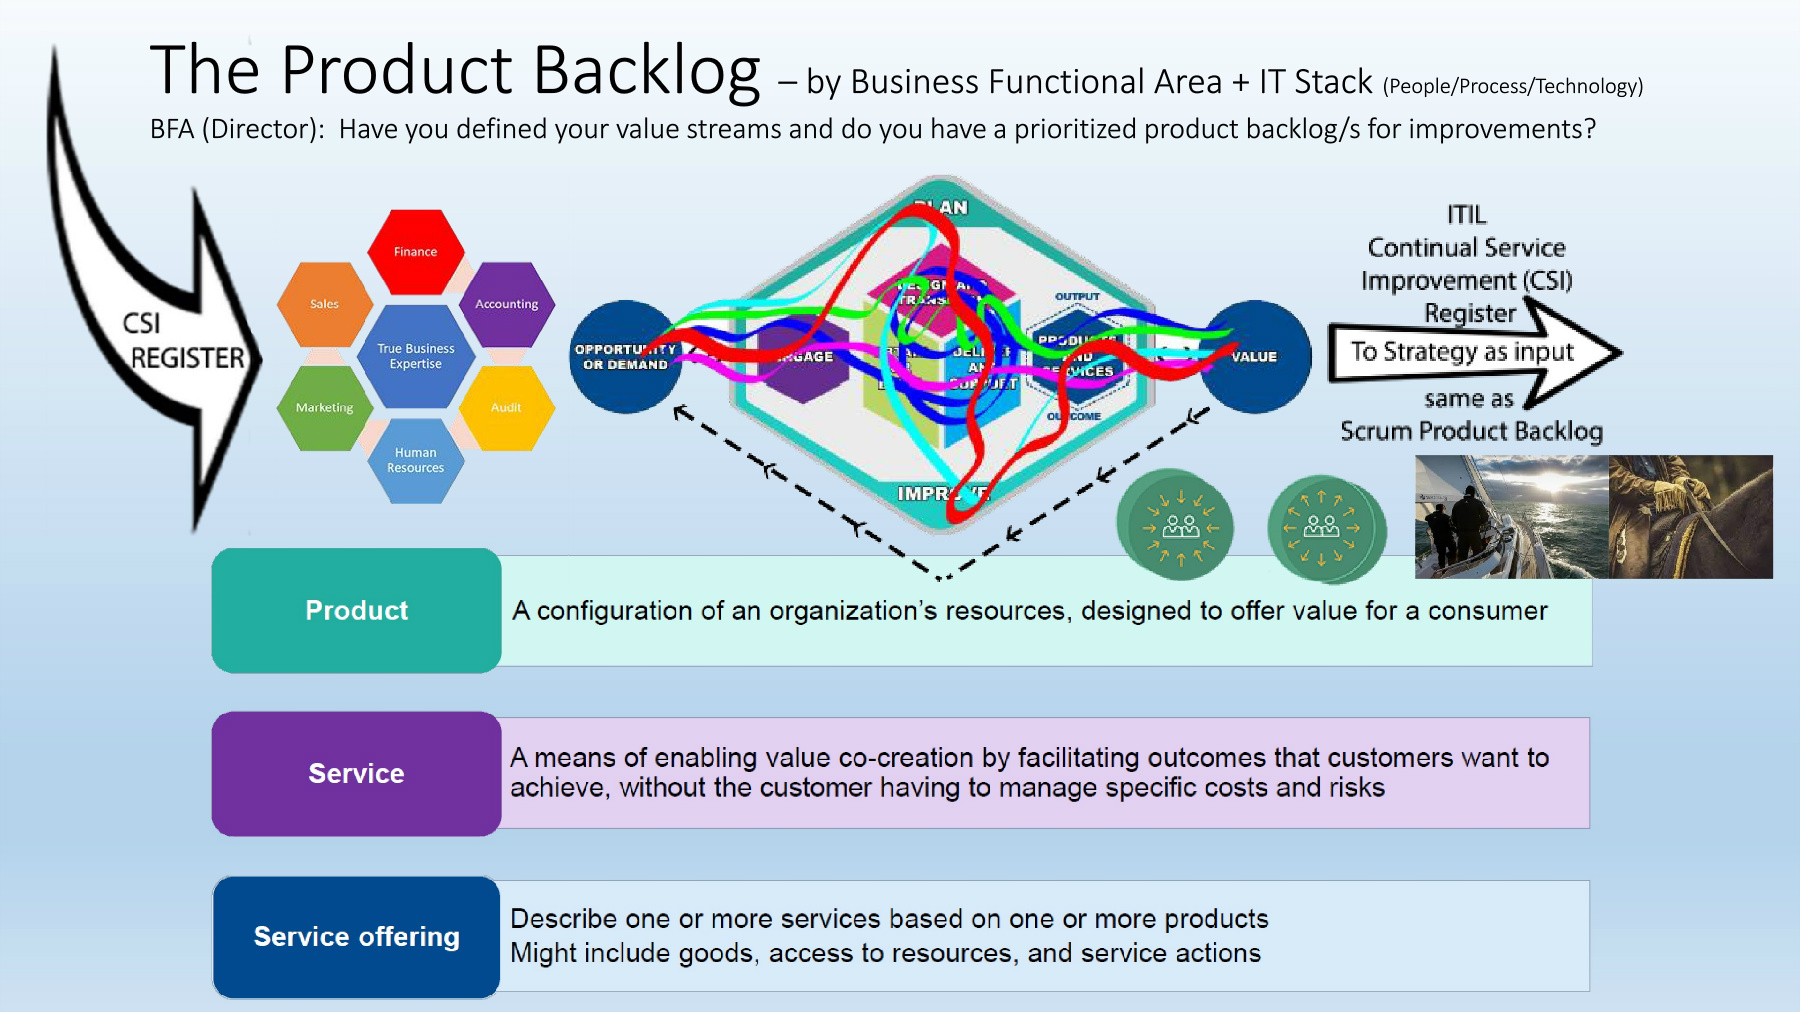 The Product Backlog – by Business Functional Area + IT Stack (People/Process/Technology)
BFA (Director): Have you defined your value streams and do you have a prioritized product backlog/s for improvements?
CSI
REGISTER
Finance
Sales
Accounting
True Business
Expertise
Marketing
Audit
Human
Resources
OPPORTUNITY
OR DEMAND
PLAN
DESIGN AND
ENGAGE
DELIVER
AND
SUPPORT
OUTPUT
PRODUCTS
AND
SERVICES
OUTCOME
IMPROVE
VALUE
ITIL
Continual Service
Improvement (CSI)
Register
To Strategy as input
same as
Scrum Product Backlog
Product
A configuration of an organization's resources, designed to offer value for a consumer
Service
A means of enabling value co-creation by facilitating outcomes that customers want to
achieve, without the customer having to manage specific costs and risks
Service offering
Describe one or more services based on one or more products
Might include goods, access to resources, and service actions